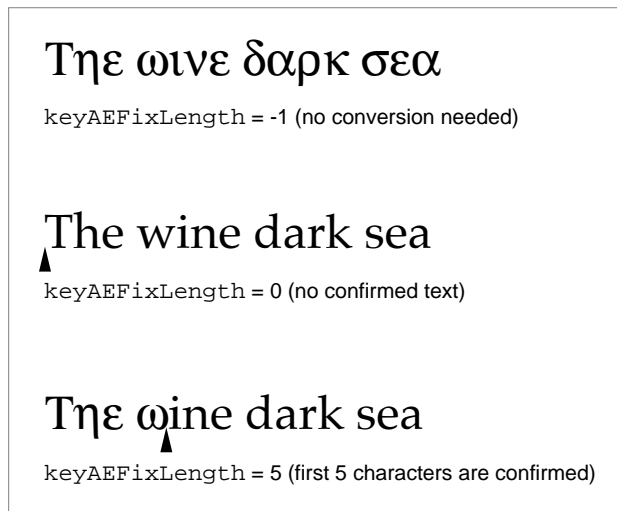 Τηε ωινε δαρκ σεα
keyAEFixLength = -1 (no conversion needed)
The wine dark sea
keyAEFixLength = 0 (no confirmed text)
Τηε ωine dark sea
keyAEFixLength = 5 (first 5 characters are confirmed)